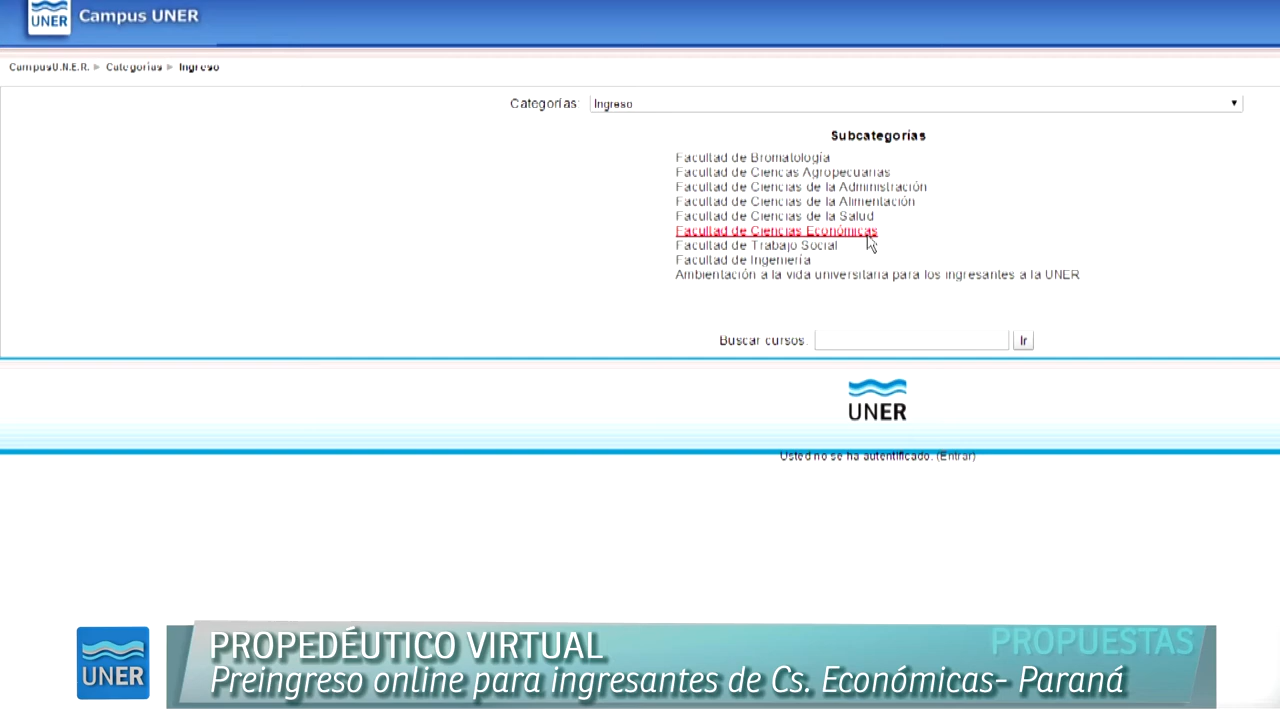 UNER Campus UNER
CampusU.N.E.R. ► Categorías ► Ingreso
Categorías: Ingreso
Subcategorías
Facultad de Bromatología
Facultad de Ciencas Agropecuarias
Facultad de Ciencias de la Administración
Facultad de Ciencias de la Alimentación
Facultad de Ciencias de la Salud
Facultad de Ciencias Económicas
Facultad de Trabajo Social
Facultad de Ingeniería
Ambientación a la vida universitaria para los ingresantes a la UNER
Buscar cursos: Ir
UNER
Usted no se ha autentificado. (Entrar)
PROPUESTAS
UNER
PROPEDÉUTICO VIRTUAL
Preingreso online para ingresantes de Cs. Económicas- Paraná